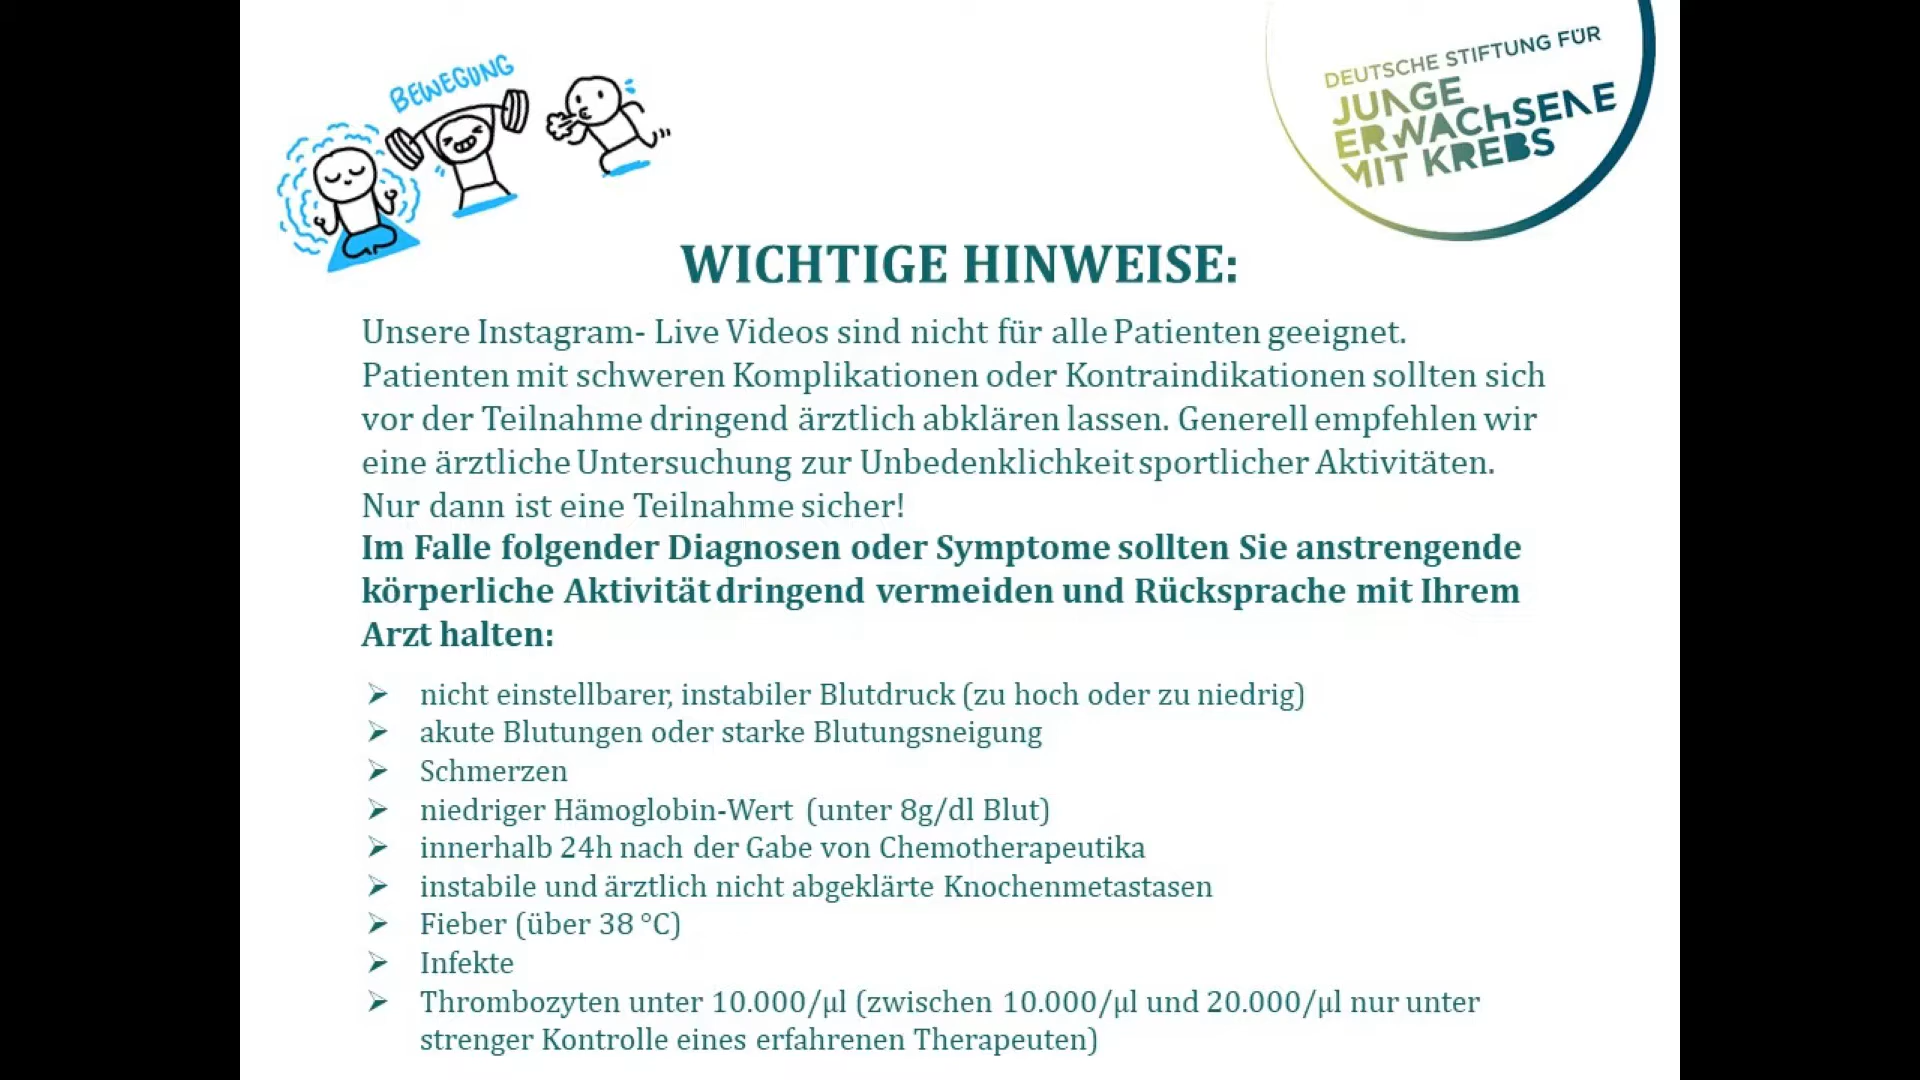 BEWEGUNG
DEUTSCHE STIFTUNG FÜR
JUNGE
ERWACHSENE
MIT KREBS
WICHTIGE HINWEISE:
Unsere Instagram- Live Videos sind nicht für alle Patienten geeignet.
Patienten mit schweren Komplikationen oder Kontraindikationen sollten sich
vor der Teilnahme dringend ärztlich abklären lassen. Generell empfehlen wir
eine ärztliche Untersuchung zur Unbedenklichkeit sportlicher Aktivitäten.
Nur dann ist eine Teilnahme sicher!
Im Falle folgender Diagnosen oder Symptome sollten Sie anstrengende
körperliche Aktivität dringend vermeiden und Rücksprache mit Ihrem
Arzt halten:
➢ nicht einstellbarer, instabiler Blutdruck (zu hoch oder zu niedrig)
➢ akute Blutungen oder starke Blutungsneigung
➢ Schmerzen
➢ niedriger Hämoglobin-Wert (unter 8g/dl Blut)
➢ innerhalb 24h nach der Gabe von Chemotherapeutika
➢ instabile und ärztlich nicht abgeklärte Knochenmetastasen
➢ Fieber (über 38 °C)
➢ Infekte
➢ Thrombozyten unter 10.000/µl (zwischen 10.000/µl und 20.000/µl nur unter
strenger Kontrolle eines erfahrenen Therapeuten)